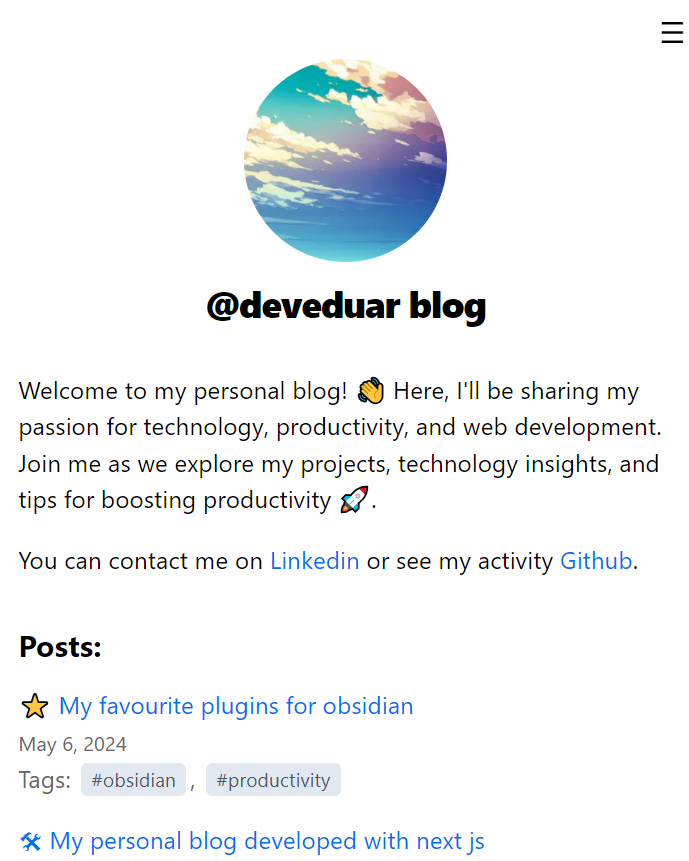 @deveduar blog
Welcome to my personal blog! 👋 Here, I'll be sharing my
passion for technology, productivity, and web development.
Join me as we explore my projects, technology insights, and
tips for boosting productivity 🚀.
You can contact me on Linkedin or see my activity Github.
Posts:
⭐ My favourite plugins for obsidian
May 6, 2024
Tags: #obsidian , #productivity
🛠 My personal blog developed with next js